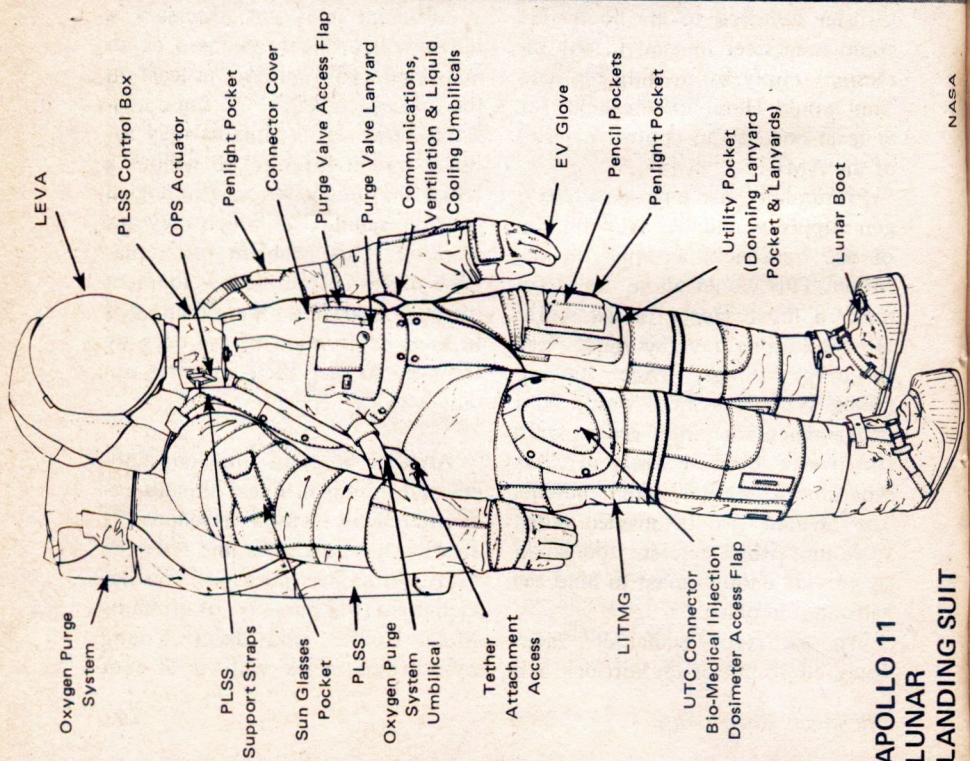 LEVA
PLSS Control Box
OPS Actuator
Penlight Pocket
Connector Cover
Purge Valve Access Flap
Purge Valve Lanyard
Communications,
Ventilation & Liquid
Cooling Umbilicals
EV Glove
Pencil Pockets
Penlight Pocket
Utility Pocket
(Donning Lanyard
Pocket & Lanyards)
Lunar Boot
Oxygen Purge
System
PLSS
Support Straps
Sun Glasses
Pocket
PLSS
Oxygen Purge
System
Umbilical
Tether
Attachment
Access
LITMG
UTC Connector
Bio-Medical Injection
Dosimeter Access Flap
APOLLO 11
LUNAR
LANDING SUIT
NASA